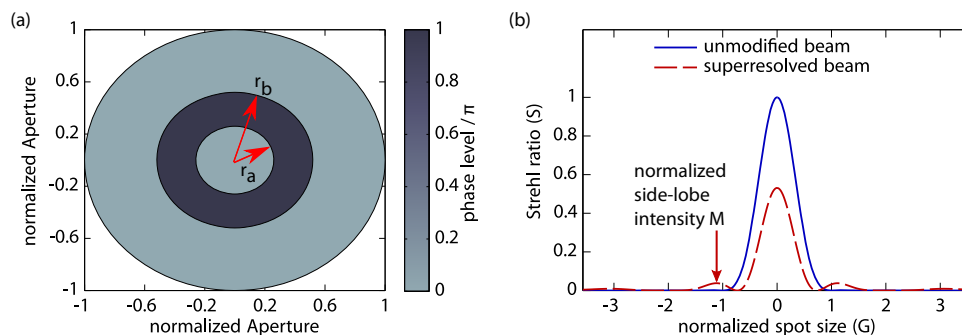 (a)
normalized Aperture
1
0.6
0.2
-0.2
-0.6
-1
r_b
r_a
-1
-0.6
-0.2
0.2
0.6
1
normalized Aperture
1
0.8
0.6
0.4
0.2
0
phase level / π
(b)
unmodified beam
superresolved beam
Strehl ratio (S)
1
0.8
0.6
0.4
0.2
0
normalized
side-lobe
intensity M
-3
-2
-1
0
1
2
3
normalized spot size (G)